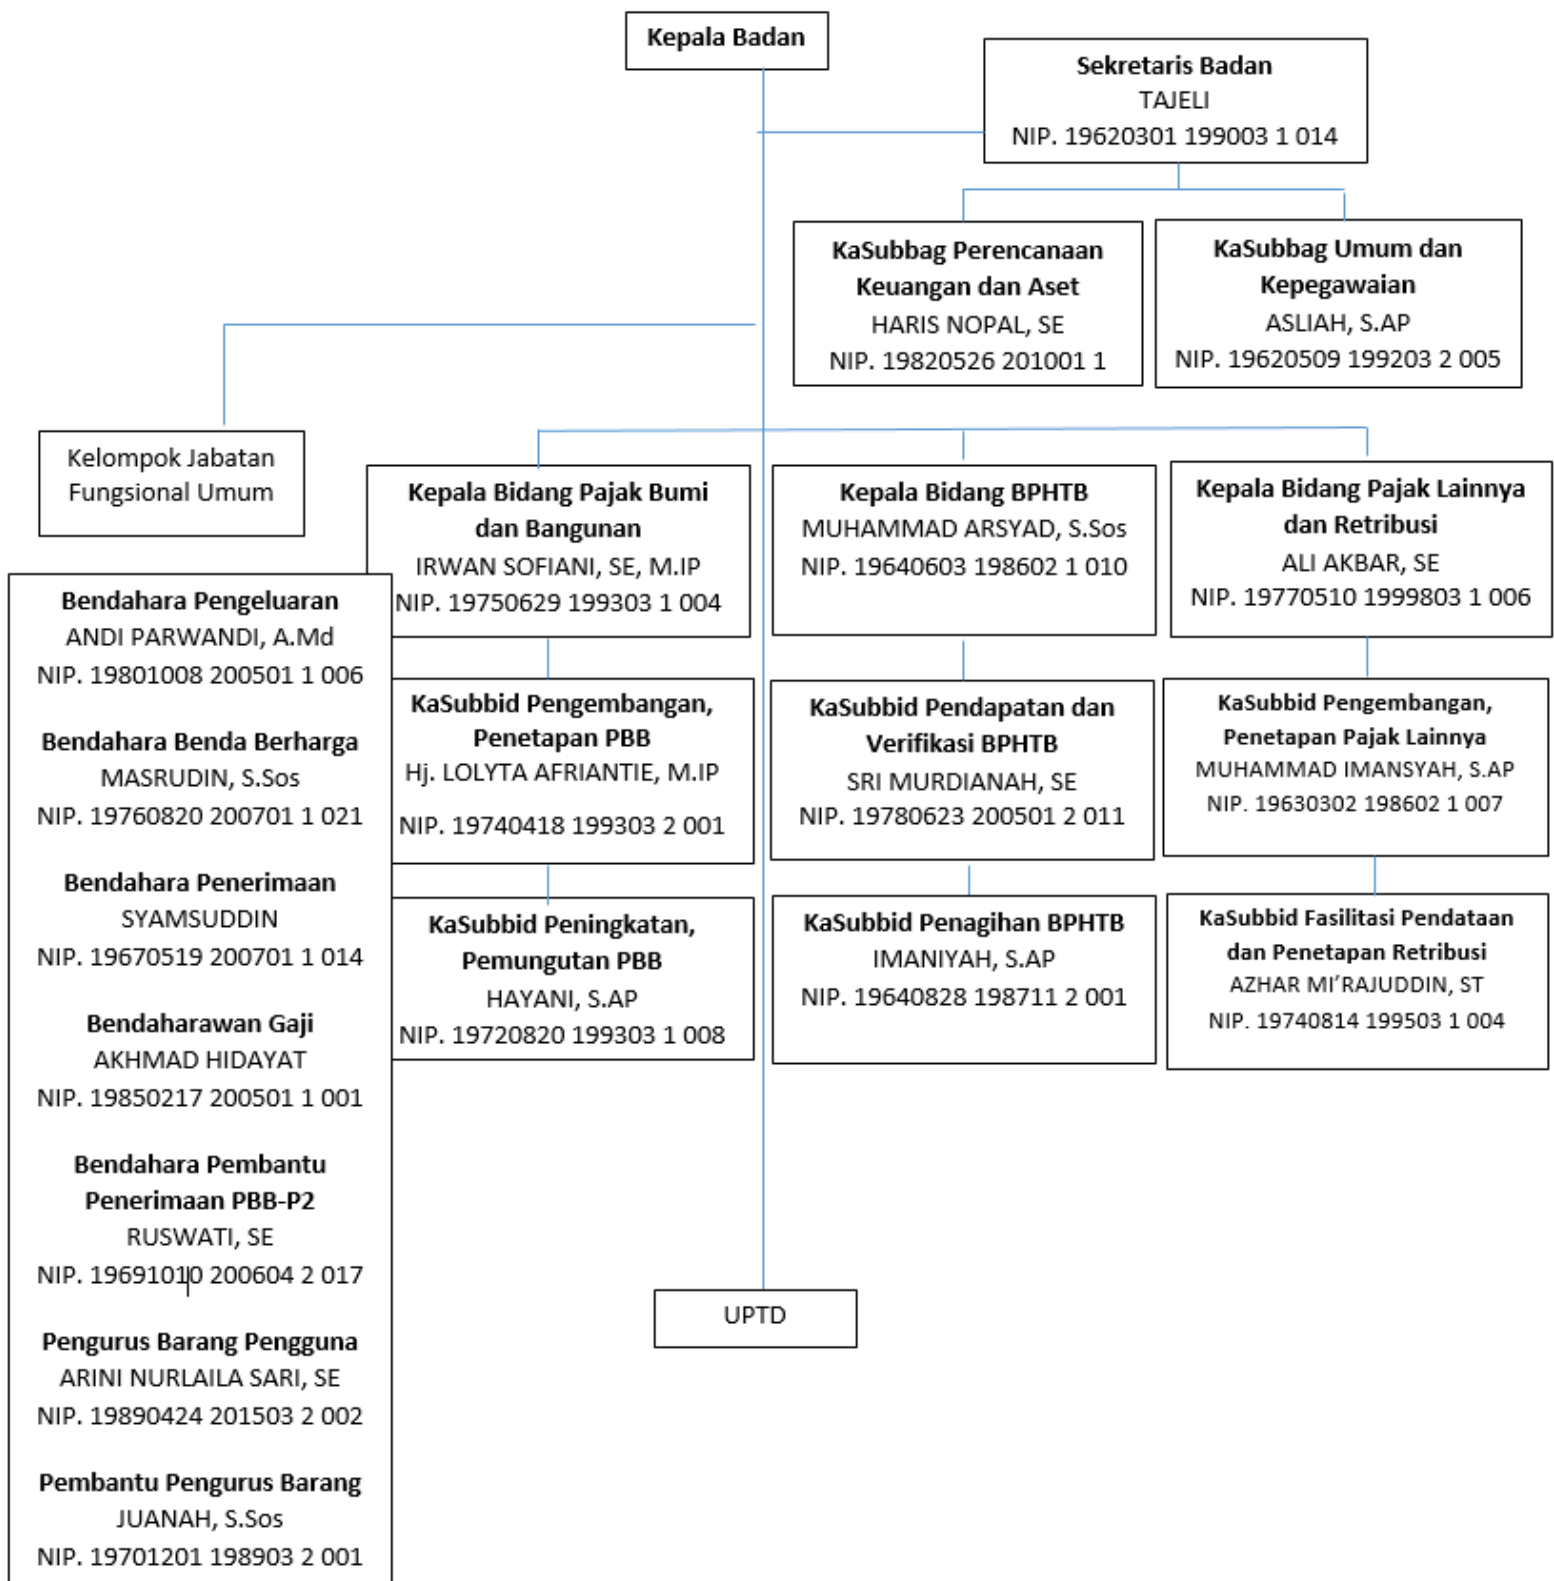 Kepala Badan
Sekretaris Badan
TAJELI
NIP. 19620301 199003 1 014
KaSubbag Perencanaan
Keuangan dan Aset
HARIS NOPAL, SE
NIP. 19820526 201001 1
KaSubbag Umum dan
Kepegawaian
ASLIAH, S.AP
NIP. 19620509 199203 2 005
Kelompok Jabatan
Fungsional Umum
Kepala Bidang Pajak Bumi
dan Bangunan
IRWAN SOFIANI, SE, M.IP
NIP. 19750629 199303 1 004
Kepala Bidang BPHTB
MUHAMMAD ARSYAD, S.Sos
NIP. 19640603 198602 1 010
Kepala Bidang Pajak Lainnya
dan Retribusi
ALI AKBAR, SE
NIP. 19770510 1999803 1 006
Bendahara Pengeluaran
ANDI PARWANDI, A.Md
NIP. 19801008 200501 1 006
Bendahara Benda Berharga
MASRUDIN, S.Sos
NIP. 19760820 200701 1 021
Bendahara Penerimaan
SYAMSUDDIN
NIP. 19670519 200701 1 014
Bendaharawan Gaji
AKHMAD HIDAYAT
NIP. 19850217 200501 1 001
Bendahara Pembantu
Penerimaan PBB-P2
RUSWATI, SE
NIP. 19691010 200604 2 017
Pengurus Barang Pengguna
ARINI NURLAILA SARI, SE
NIP. 19890424 201503 2 002
Pembantu Pengurus Barang
JUANAH, S.Sos
NIP. 19701201 198903 2 001
KaSubbid Pengembangan,
Penetapan PBB
Hj. LOLYTA AFRIANTIE, M.IP
NIP. 19740418 199303 2 001
KaSubbid Pendapatan dan
Verifikasi BPHTB
SRI MURDIANAH, SE
NIP. 19780623 200501 2 011
KaSubbid Pengembangan,
Penetapan Pajak Lainnya
MUHAMMAD IMANSYAH, S.AP
NIP. 19630302 198602 1 007
KaSubbid Peningkatan,
Pemungutan PBB
HAYANI, S.AP
NIP. 19720820 199303 1 008
KaSubbid Penagihan BPHTB
IMANIYAH, S.AP
NIP. 19640828 198711 2 001
KaSubbid Fasilitasi Pendataan
dan Penetapan Retribusi
AZHAR MI’RAJUDDIN, ST
NIP. 19740814 199503 1 004
UPTD